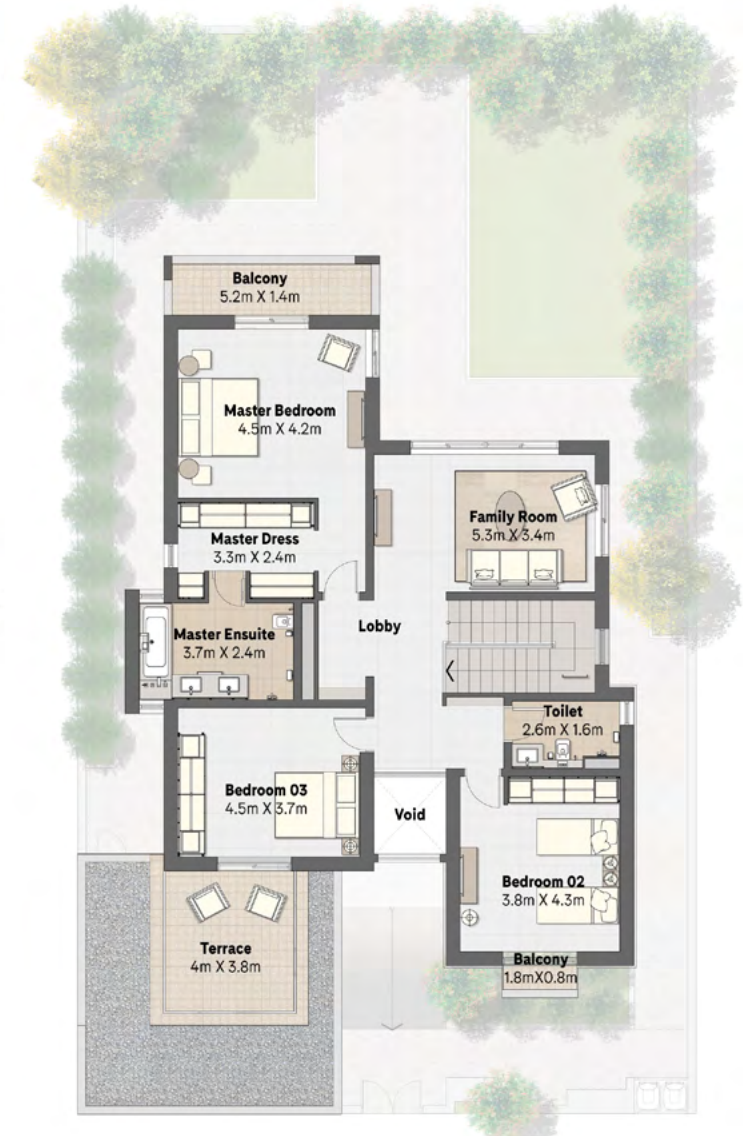 Balcony
5.2m X 1.4m
Master Bedroom
4.5m X 4.2m
Family Room
5.3m X 3.4m
Master Dress
3.3m X 2.4m
Lobby
Master Ensuite
3.7m X 2.4m
Toilet
2.6m X 1.6m
Bedroom 03
4.5m X 3.7m
Void
Bedroom 02
3.8m X 4.3m
Terrace
4m X 3.8m
Balcony
1.8mX0.8m